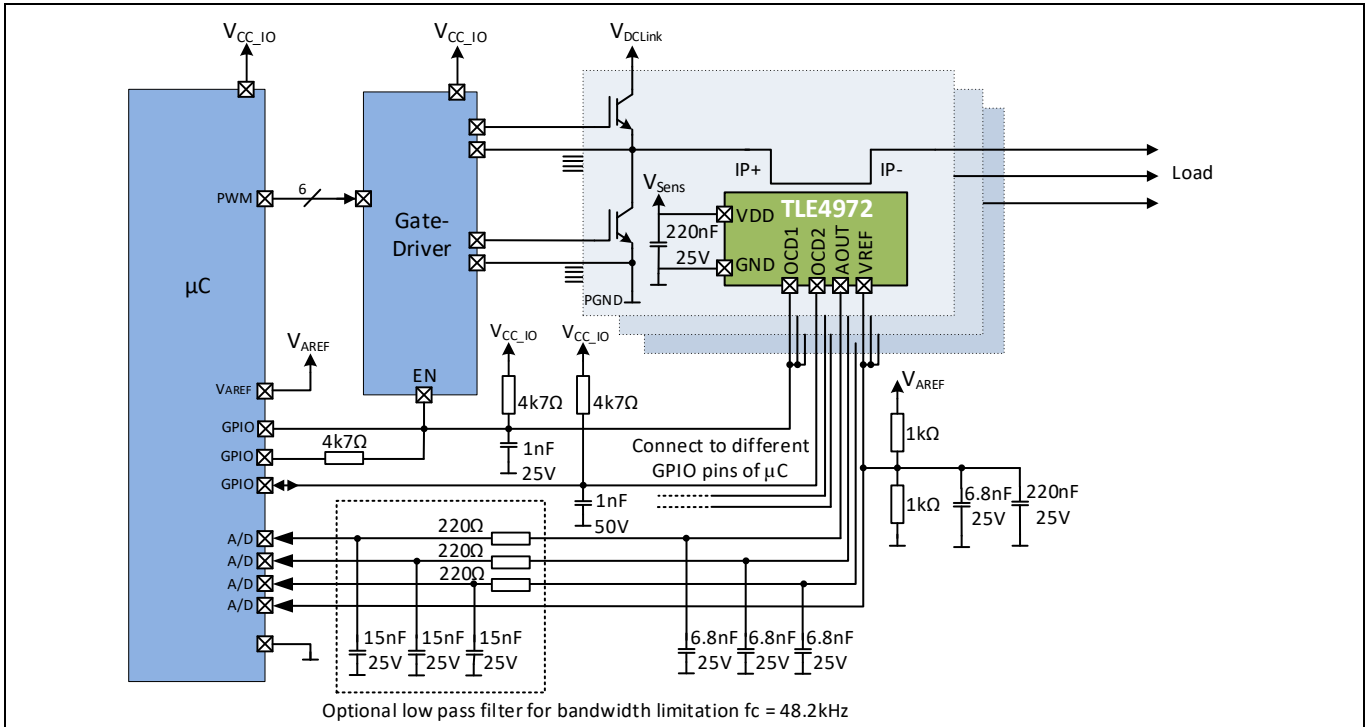 VCC_IO
VCC_IO
VDCLink
PWM
6
Gate-
Driver
µC
IP+
IP-
Load
VSens
TLE4972
VDD
GND
OCD1
OCD2
AOUT
VREF
220nF
25V
PGND
VAREF
VAREF
EN
GPIO
GPIO
GPIO
4k7Ω
VCC_IO
4k7Ω
1nF
25V
VCC_IO
4k7Ω
1nF
50V
Connect to different
GPIO pins of µC
VAREF
1kΩ
1kΩ
6.8nF
25V
220nF
25V
A/D
A/D
A/D
A/D
220Ω
220Ω
220Ω
15nF
25V
15nF
25V
15nF
25V
6.8nF
25V
6.8nF
25V
6.8nF
25V
Optional low pass filter for bandwidth limitation fc = 48.2kHz